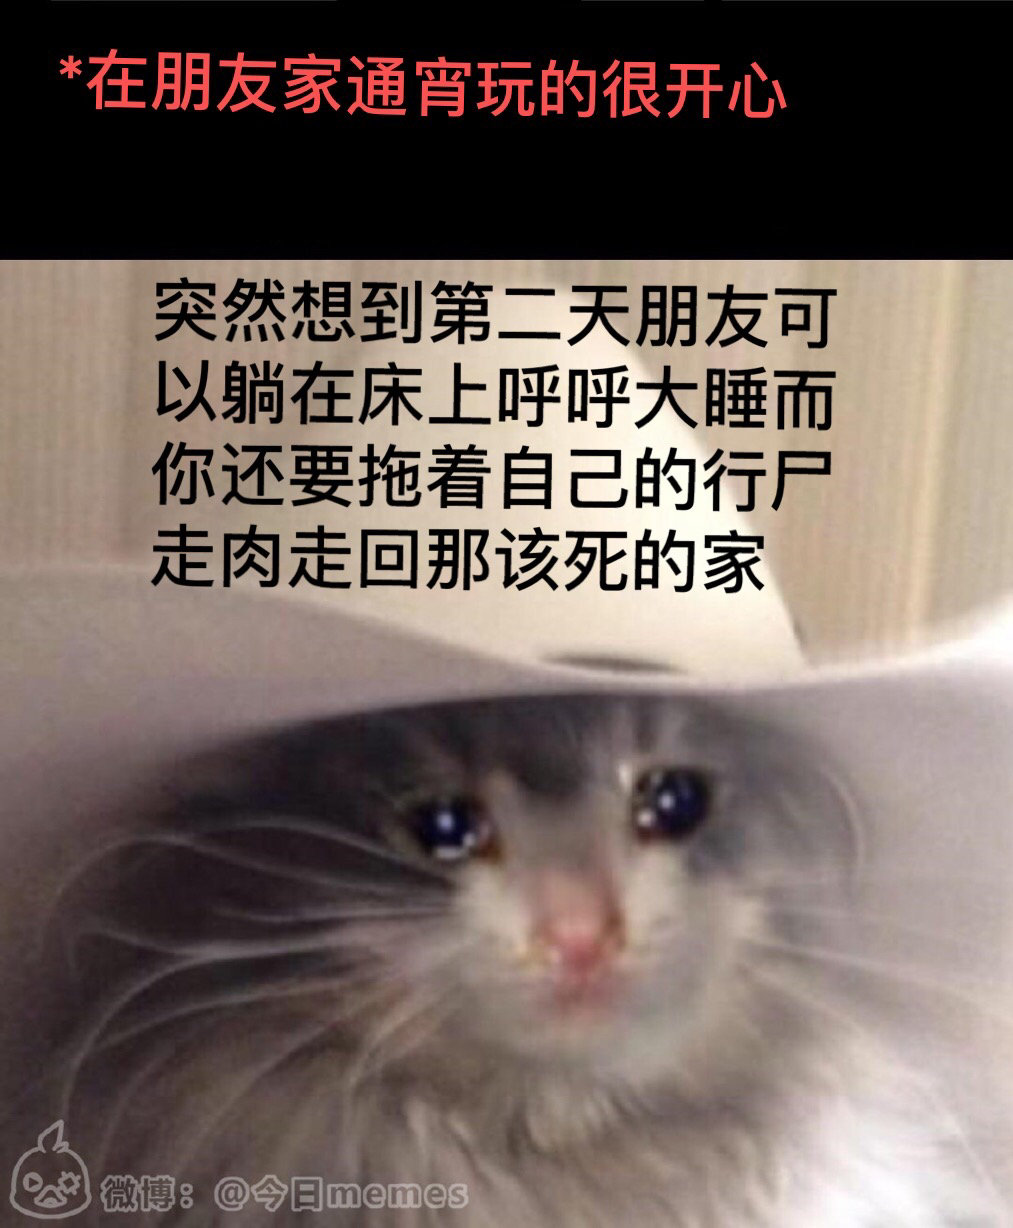 *在朋友家通宵玩的很开心
突然想到第二天朋友可
以躺在床上呼呼大睡而
你还要拖着自己的行尸
走肉走回那该死的家
微博：@今日memes